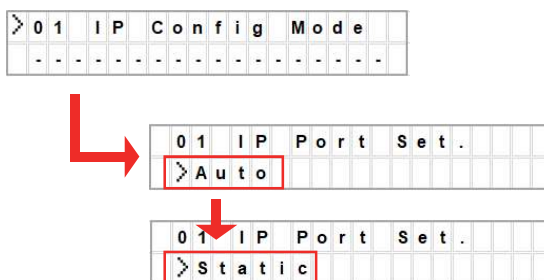 >01 IP Config Mode
------------------
01 IP Port Set.
>Auto
01 IP Port Set.
>Static